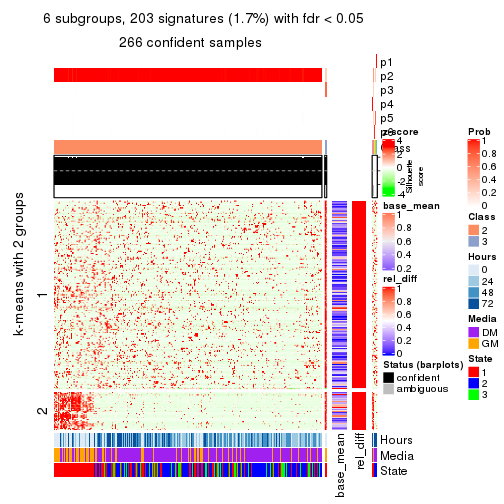 6 subgroups, 203 signatures (1.7%) with fdr < 0.05
266 confident samples
p1
p2
p3
p4
p5
Class
Silhouette
score
k-means with 2 groups
1
2
base_mean
rel_diff
Hours
Media
State
z-score
4
2
0
-2
-4
base_mean
1
0.8
0.6
0.4
0.2
rel_diff
1
0.8
0.6
0.4
0.2
0
Status (barplots)
confident
ambiguous
Prob
1
0.8
0.6
0.4
0.2
0
Class
2
3
Hours
0
24
48
72
Media
DM
GM
State
1
2
3